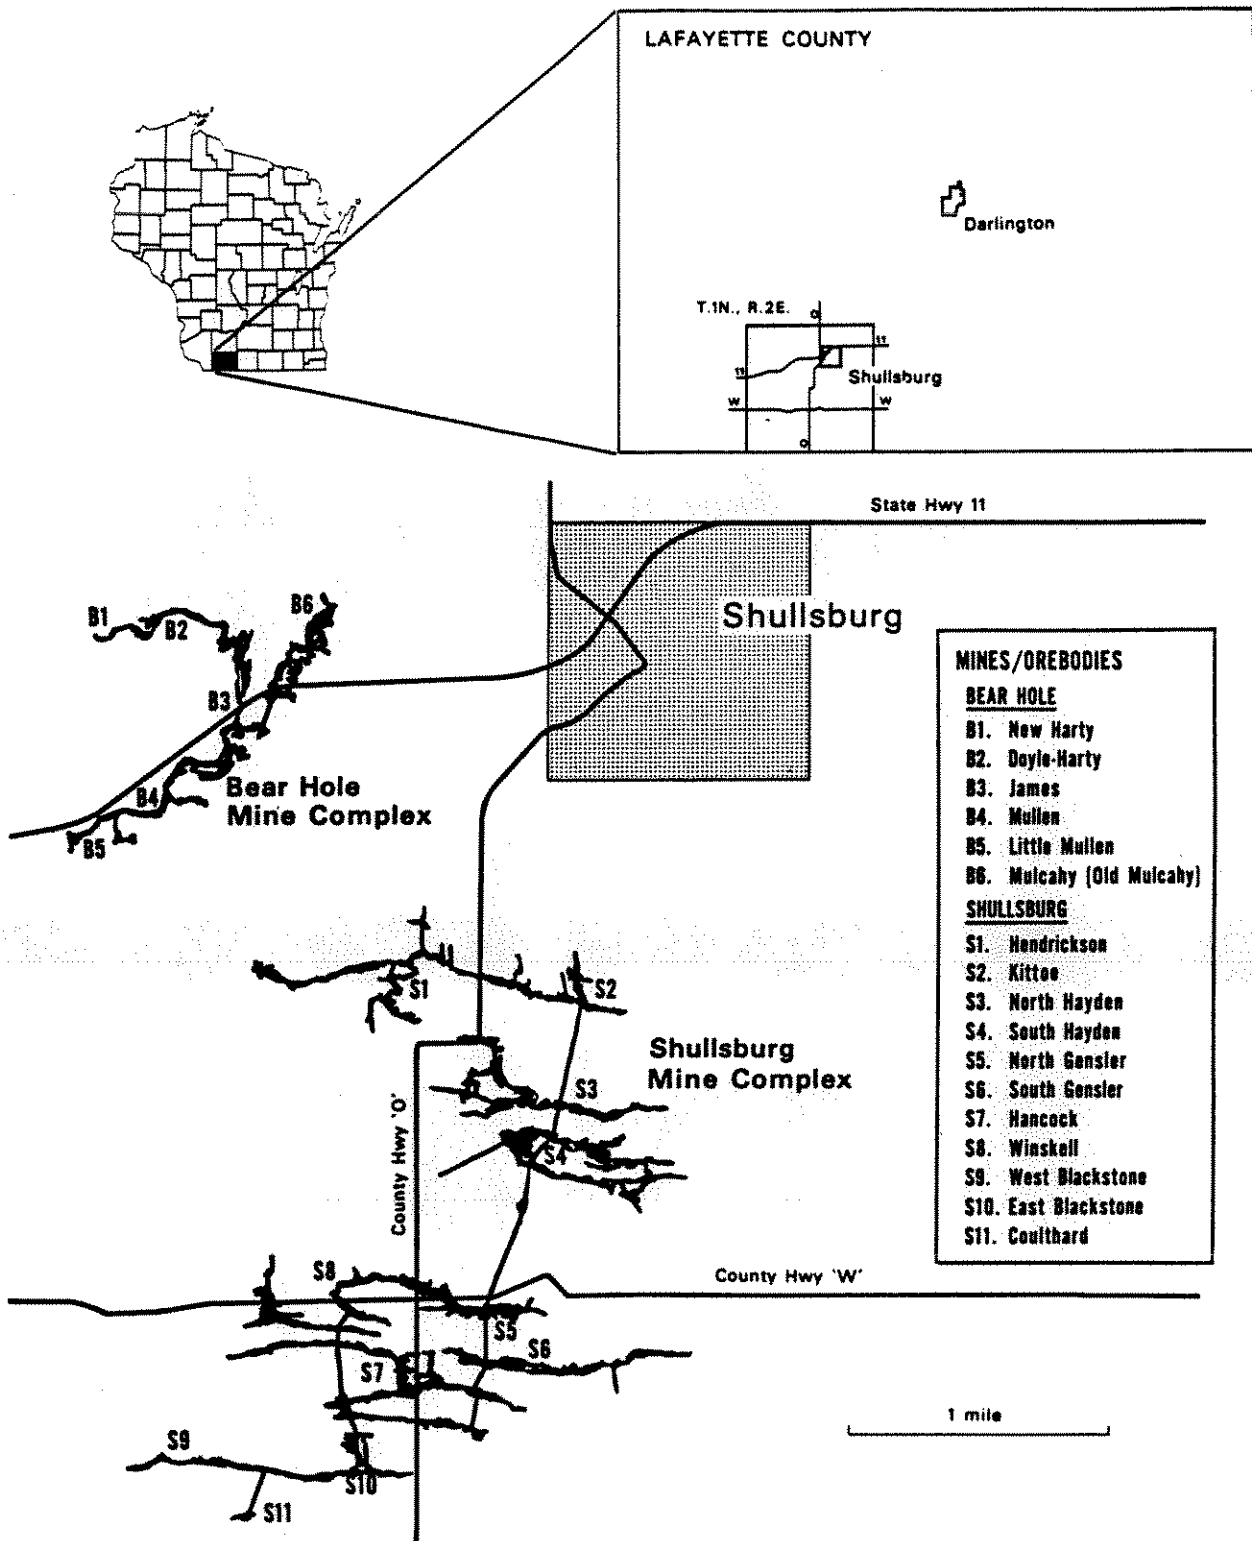 LAFAYETTE COUNTY
Darlington
T.1N., R.2E.
O
11
11
Shullsburg
W
W
O
State Hwy 11
Shullsburg
B1
B2
B6
B3
B4
B5
Bear Hole
Mine Complex
MINES/OREBODIES
BEAR HOLE
B1. New Harty
B2. Doyle-Harty
B3. James
B4. Mullen
B5. Little Mullen
B6. Mulcahy (Old Mulcahy)
SHULLSBURG
S1. Hendrickson
S2. Kittoe
S3. North Hayden
S4. South Hayden
S5. North Gensler
S6. South Gensler
S7. Hancock
S8. Winskell
S9. West Blackstone
S10. East Blackstone
S11. Coulthard
S1
S2
Shullsburg
Mine Complex
S3
S4
County Hwy 'O'
County Hwy 'W'
S8
S5
S6
S7
1 mile
S9
S10
S11